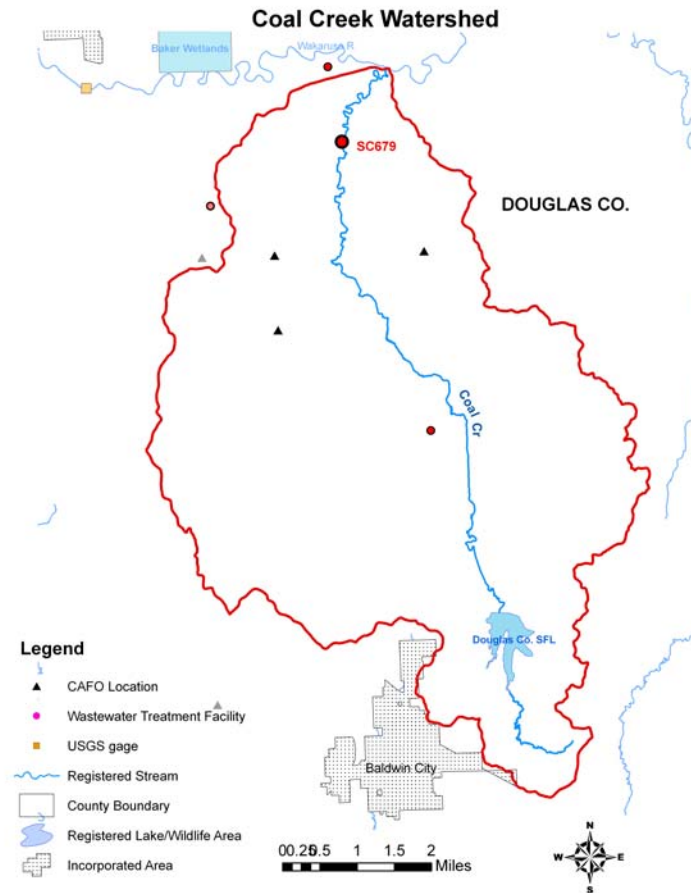 Coal Creek Watershed
Baker Wetlands
Wakarusa R
SC679
DOUGLAS CO.
Coal Cr
Douglas Co. SFL
Baldwin City
Legend
CAFO Location
Wastewater Treatment Facility
USGS gage
Registered Stream
County Boundary
Registered Lake/Wildlife Area
Incorporated Area
0 0.25 0.5 1 1.5 2
Miles
N
W E
S